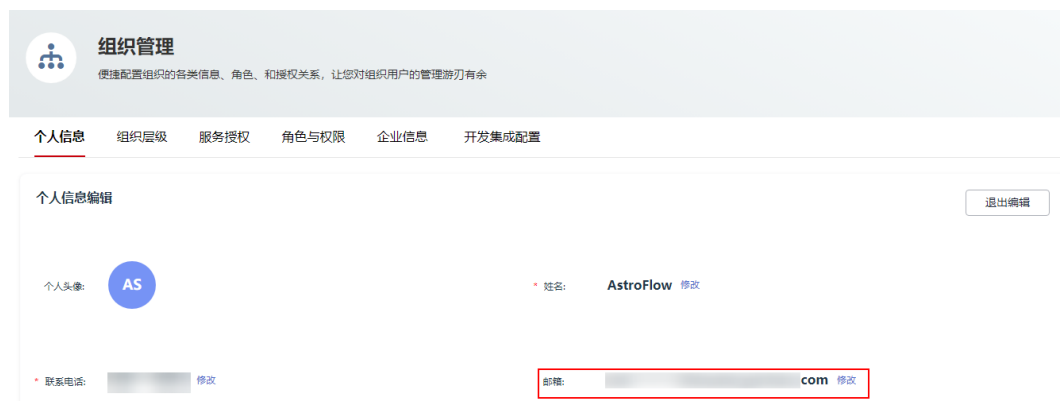 组织管理
便捷配置组织的各类信息、角色、和授权关系，让您对组织用户的管理游刃有余
个人信息 组织层级 服务授权 角色与权限 企业信息 开发集成配置
个人信息编辑 退出编辑
个人头像: AS * 姓名: AstroFlow 修改
* 联系电话: 修改 邮箱: com 修改